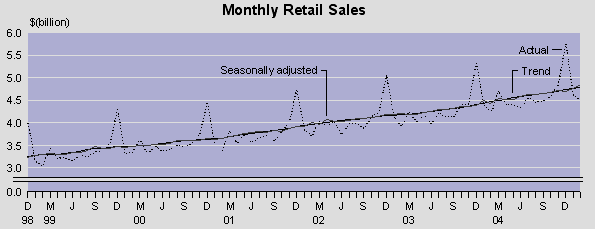 Monthly Retail Sales
$(billion)
6.0
5.5
5.0
4.5
4.0
3.5
3.0
0.0
Actual
Seasonally adjusted
Trend
D M J S D M J S D M J S D M J S D M J S D M J S D
98 99 00 01 02 03 04